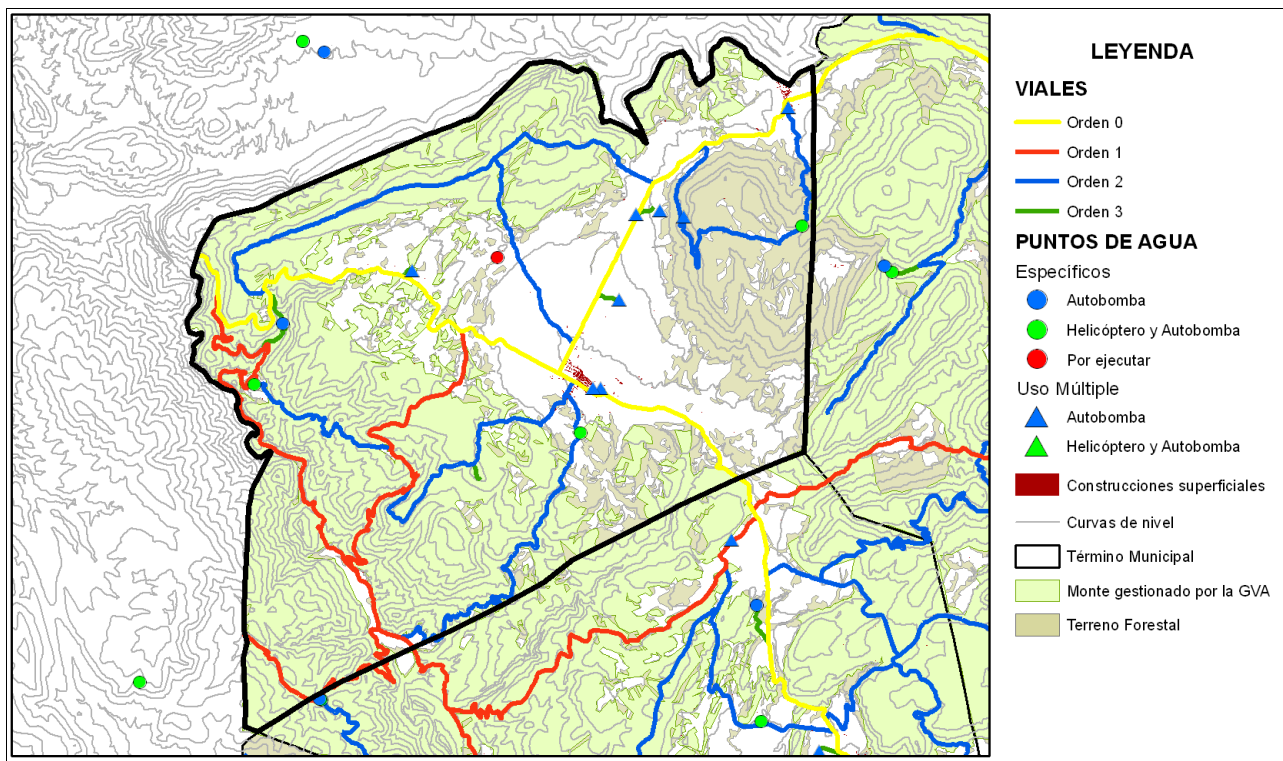 LEYENDA
VIALES
Orden 0
Orden 1
Orden 2
Orden 3
PUNTOS DE AGUA
Específicos
Autobomba
Helicóptero y Autobomba
Por ejecutar
Uso Múltiple
Autobomba
Helicóptero y Autobomba
Construcciones superficiales
Curvas de nivel
Término Municipal
Monte gestionado por la GVA
Terreno Forestal